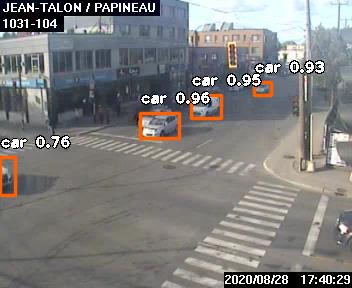 JEAN-TALON / PAPINEAU
1031-104
car 0.93
car 0.95
car 0.96
car 0.76
2020/08/28 17:40:29